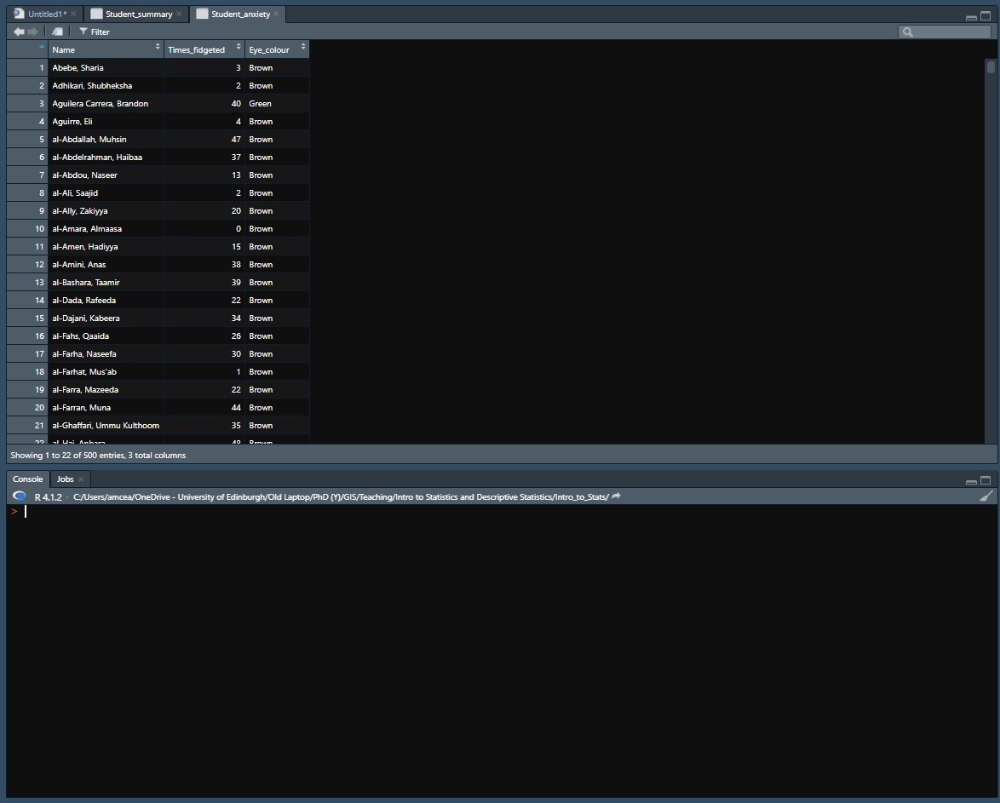 Untitled1* × Student_summary × Student_anxiety ×
Filter
Name Times_fidgeted Eye_colour
1 Abebe, Sharia 3 Brown
2 Adhikari, Shubheksha 2 Brown
3 Aguilera Carrera, Brandon 40 Green
4 Aguirre, Eli 4 Brown
5 al-Abdallah, Muhsin 47 Brown
6 al-Abdelrahman, Haibaa 37 Brown
7 al-Abdou, Naseer 13 Brown
8 al-Ali, Saajid 2 Brown
9 al-Ally, Zakiyya 20 Brown
10 al-Amara, Almaasa 0 Brown
11 al-Amen, Hadiyya 15 Brown
12 al-Amini, Anas 38 Brown
13 al-Bashara, Taamir 39 Brown
14 al-Dada, Rafeeda 22 Brown
15 al-Dajani, Kabeera 34 Brown
16 al-Fahs, Qaaida 26 Brown
17 al-Farha, Naseefa 30 Brown
18 al-Farhat, Mus'ab 1 Brown
19 al-Farra, Mazeeda 22 Brown
20 al-Farran, Muna 44 Brown
21 al-Ghaffari, Ummu Kulthoom 35 Brown
22 Brown
Showing 1 to 22 of 500 entries, 3 total columns
Console Jobs ×
R 4.1.2 · C:/Users/amcea/OneDrive - University of Edinburgh/Old Laptop/PhD (Y)/GIS/Teaching/Intro to Statistics and Descriptive Statistics/Intro_to_Stats/
>